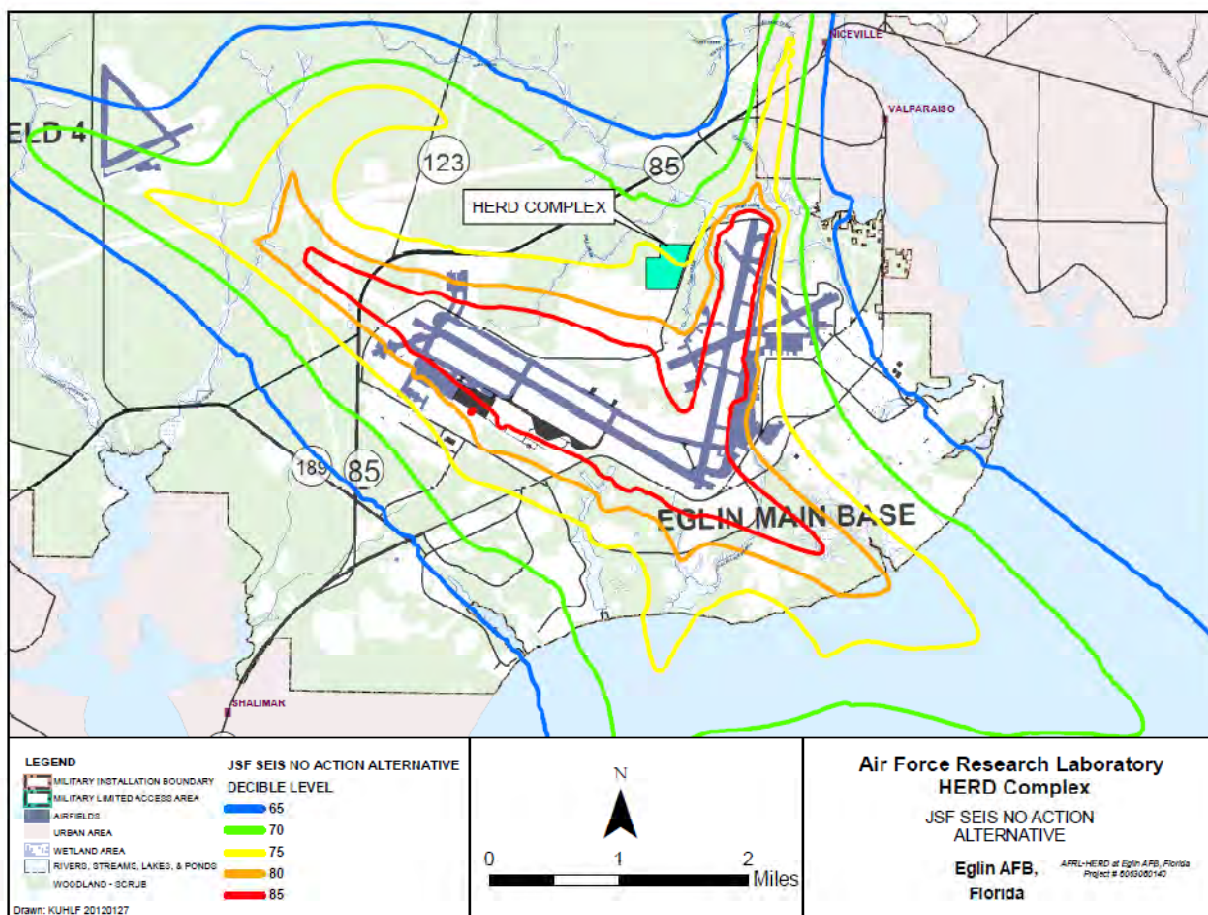 NICEVILLE
VALPARAISO
ELD 4
123
85
HERD COMPLEX
189
85
EGLIN MAIN BASE
SHALIMAR
LEGEND
MILITARY INSTALLATION BOUNDARY
MILITARY LIMITED ACCESS AREA
AIRFIELDS
URBAN AREA
WETLAND AREA
RIVERS, STREAMS, LAKES, & PONDS
WOODLAND - SCRUB
Drawn: KUHLF 20120127
JSF SEIS NO ACTION ALTERNATIVE
DECIBLE LEVEL
65
70
75
80
85
N
0 1 2
Miles
Air Force Research Laboratory
HERD Complex
JSF SEIS NO ACTION
ALTERNATIVE
Eglin AFB,
Florida
AFRL-HERD at Eglin AFB, Florida
Project #